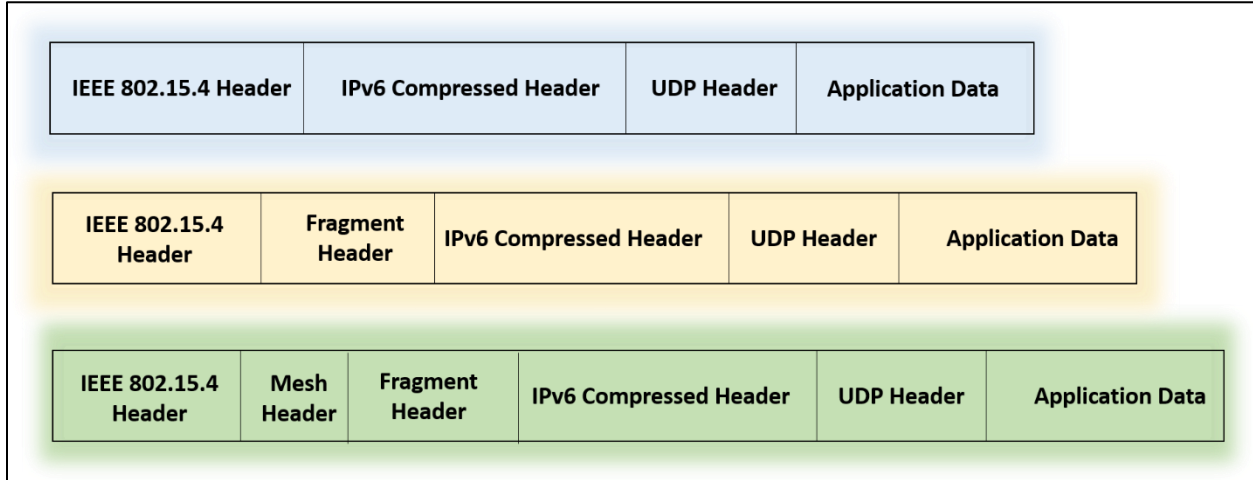 IEEE 802.15.4 Header IPv6 Compressed Header UDP Header Application Data
IEEE 802.15.4
Header
Fragment
Header
IPv6 Compressed Header
UDP Header
Application Data
IEEE 802.15.4
Header
Mesh
Header
Fragment
Header
IPv6 Compressed Header
UDP Header
Application Data